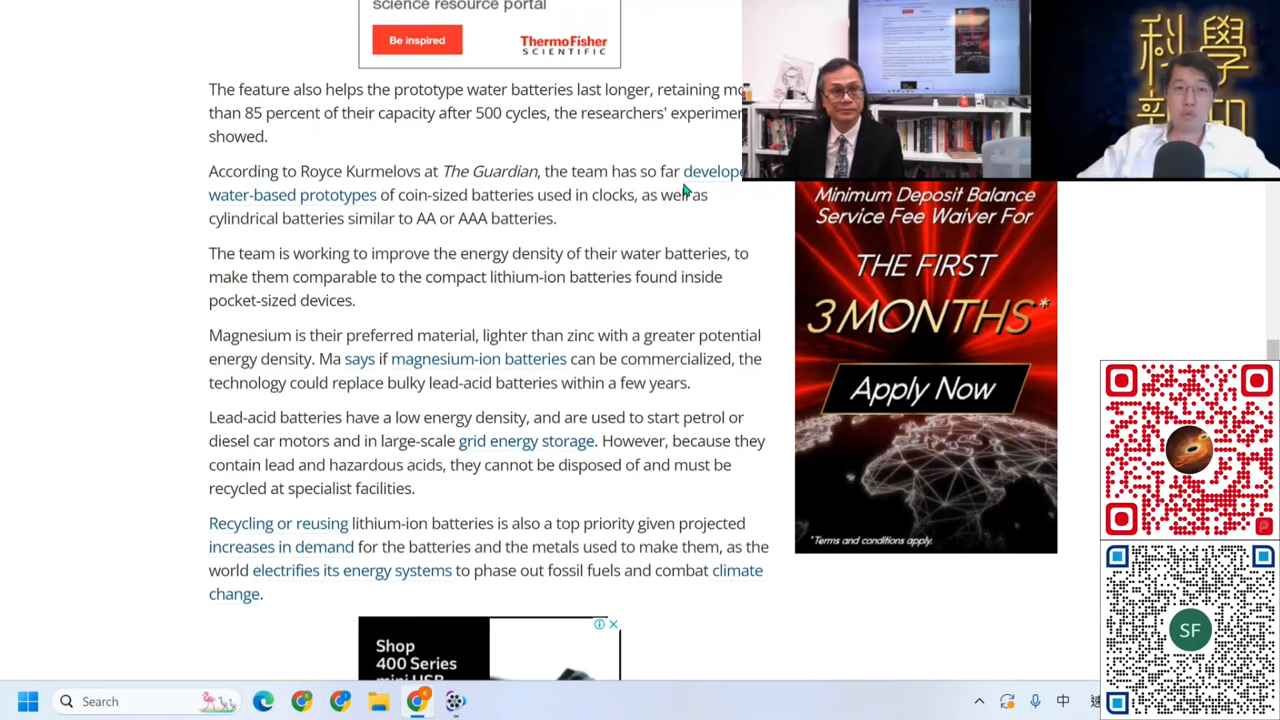 science resource portal
Be inspired
ThermoFisher
SCIENTIFIC
The feature also helps the prototype water batteries last longer, retaining
than 85 percent of their capacity after 500 cycles, the researchers'
showed.
According to Royce Kurmelovs at The Guardian, the team has so far
water-based prototypes of coin-sized batteries used in clocks, as well as
cylindrical batteries similar to AA or AAA batteries.
The team is working to improve the energy density of their water batteries, to
make them comparable to the compact lithium-ion batteries found inside
pocket-sized devices.
Magnesium is their preferred material, lighter than zinc with a greater potential
energy density. Ma says if magnesium-ion batteries can be commercialized, the
technology could replace bulky lead-acid batteries within a few years.
Lead-acid batteries have a low energy density, and are used to start petrol or
diesel car motors and in large-scale grid energy storage. However, because they
contain lead and hazardous acids, they cannot be disposed of and must be
recycled at specialist facilities.
Recycling or reusing lithium-ion batteries is also a top priority given projected
increases in demand for the batteries and the metals used to make them, as the
world electrifies its energy systems to phase out fossil fuels and combat climate
change.
Shop
400 Series
科學
Minimum Deposit Balance
Service Fee Waiver For
THE FIRST
3 MONTHS*
Apply Now
*Terms and conditions apply.
SF
Search
中